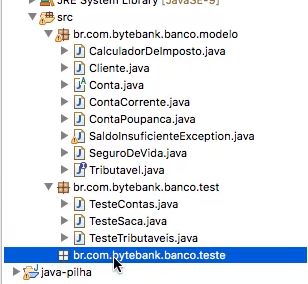 JRE System Library [JavaSE-9]
src
br.com.bytebank.banco.modelo
CalculadorDeImposto.java
Cliente.java
Conta.java
ContaCorrente.java
ContaPoupanca.java
SaldoInsuficienteException.java
SeguroDeVida.java
Tributavel.java
br.com.bytebank.banco.test
TesteContas.java
TesteSaca.java
TesteTributaveis.java
br.com.bytebank.banco.teste
java-pilha